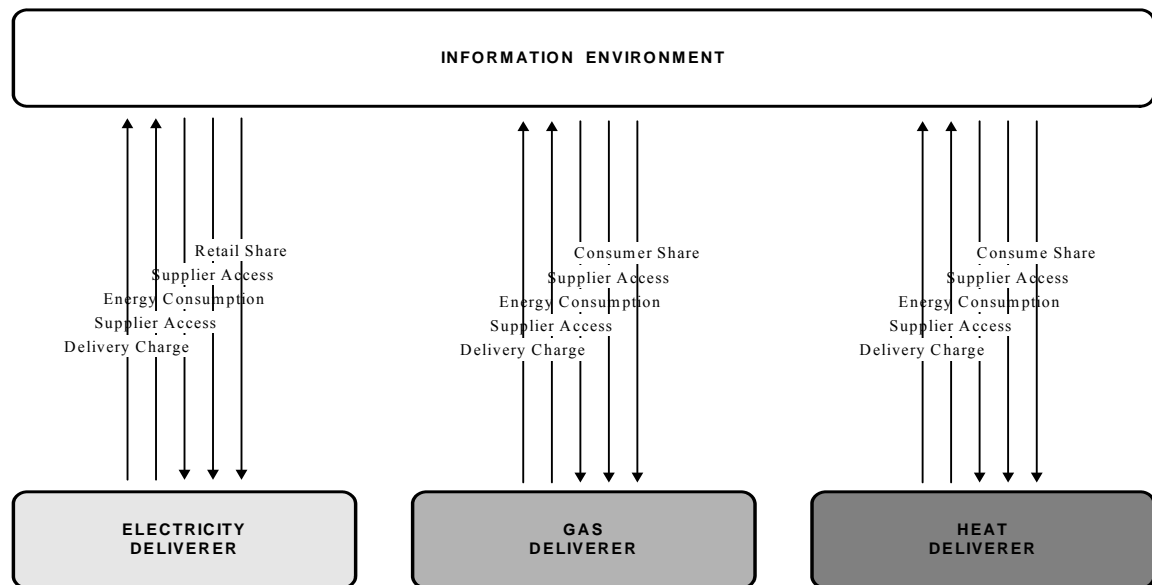 INFORMATION ENVIRONMENT
Retail Share
Supplier Access
Energy Consumption
Supplier Access
Delivery Charge
Consumer Share
Supplier Access
Energy Consumption
Supplier Access
Delivery Charge
Consume Share
Supplier Access
Energy Consumption
Supplier Access
Delivery Charge
ELECTRICITY
DELIVERER
GAS
DELIVERER
HEAT
DELIVERER